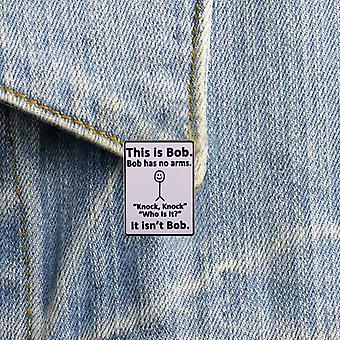 This is Bob.
Bob has no arms.
"Knock, Knock"
"Who Is It?"
It isn't Bob.